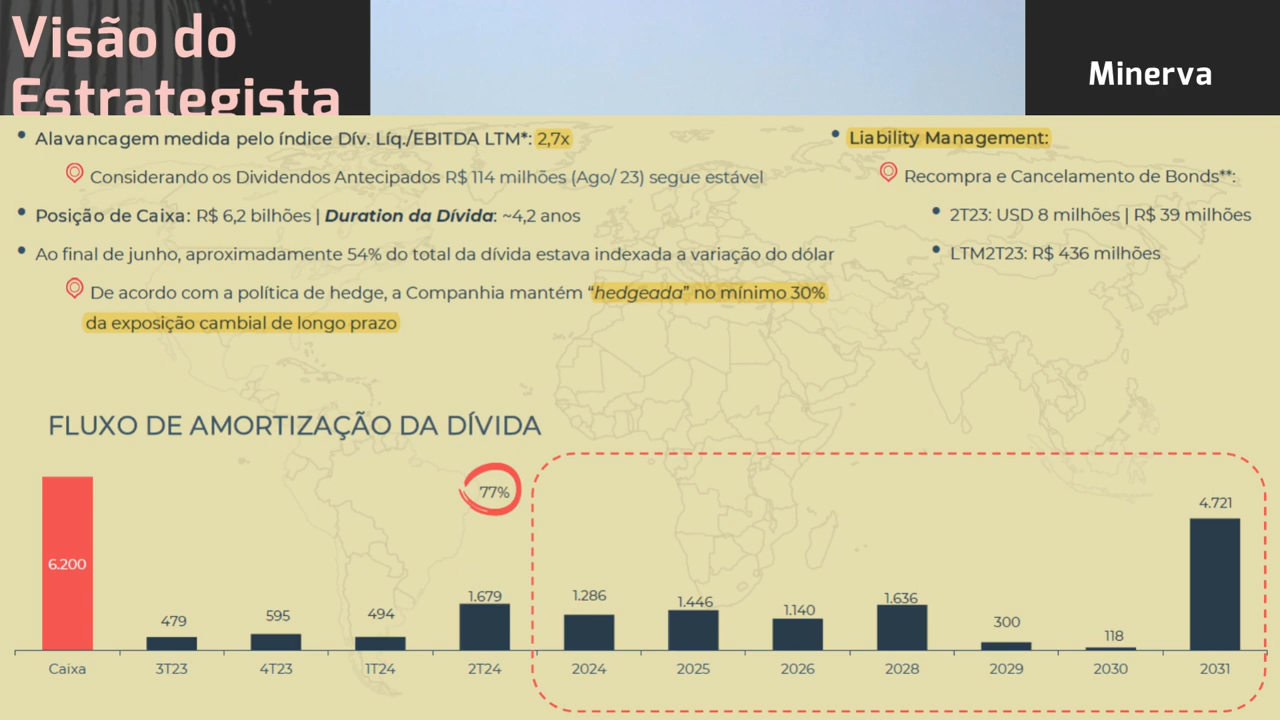 Visão do
Estrategista
Minerva
Alavancagem medida pelo índice Dív. Líq./EBITDA LTM*: 2,7x
Considerando os Dividendos Antecipados R$ 114 milhões (Ago/ 23) segue estável
Posição de Caixa: R$ 6,2 bilhões | Duration da Dívida: ~4,2 anos
Ao final de junho, aproximadamente 54% do total da dívida estava indexada a variação do dólar
De acordo com a política de hedge, a Companhia mantém “hedgeada” no mínimo 30%
da exposição cambial de longo prazo
Liability Management:
Recompra e Cancelamento de Bonds**:
2T23: USD 8 milhões | R$ 39 milhões
LTM2T23: R$ 436 milhões
FLUXO DE AMORTIZAÇÃO DA DÍVIDA
77%
6.200
479
595
494
1.679
1.286
1.446
1.140
1.636
300
118
4.721
Caixa
3T23
4T23
1T24
2T24
2024
2025
2026
2028
2029
2030
2031